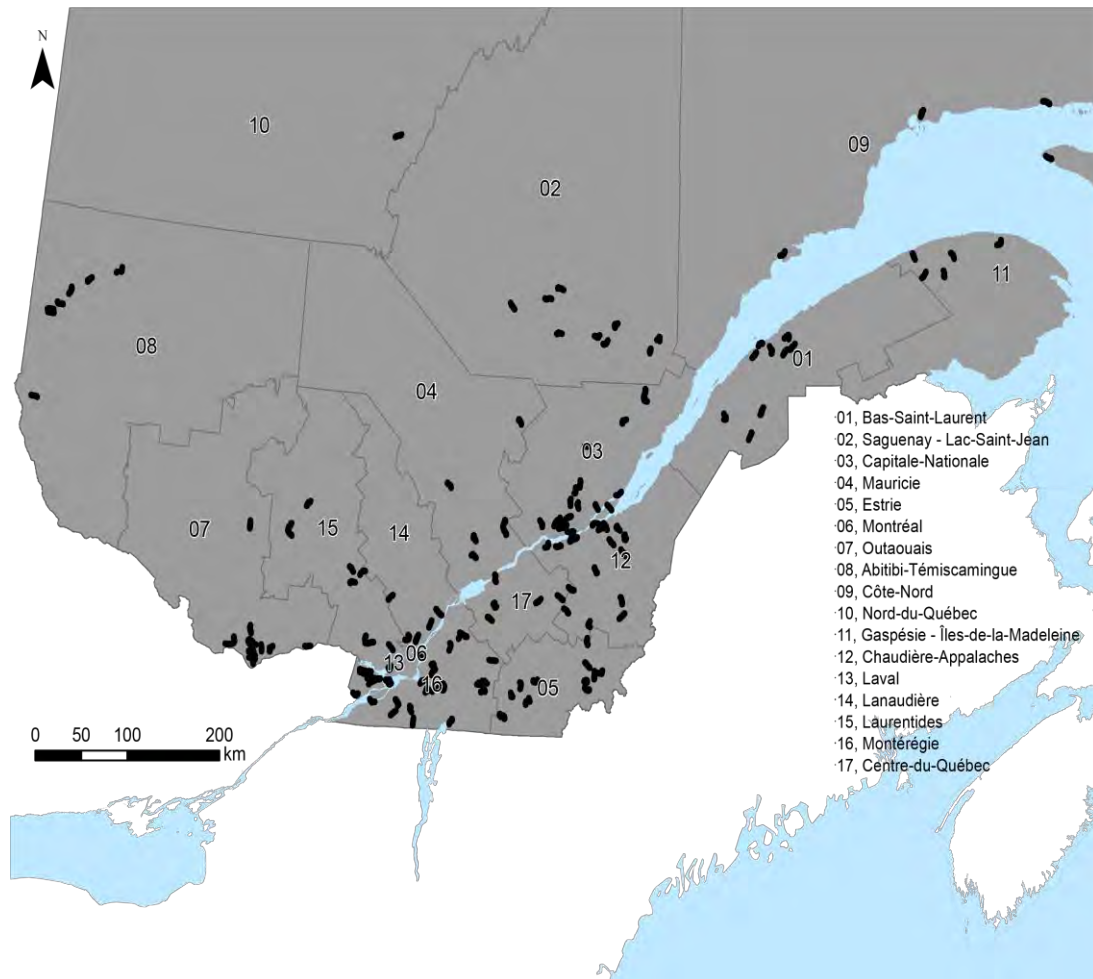 N
10
09
02
11
08
01
04
03
07
15
14
12
17
06
13
16
05
01, Bas-Saint-Laurent
02, Saguenay - Lac-Saint-Jean
03, Capitale-Nationale
04, Mauricie
05, Estrie
06, Montréal
07, Outaouais
08, Abitibi-Témiscamingue
09, Côte-Nord
10, Nord-du-Québec
11, Gaspésie - Îles-de-la-Madeleine
12, Chaudière-Appalaches
13, Laval
14, Lanaudière
15, Laurentides
16, Montérégie
17, Centre-du-Québec
0 50 100 200
km